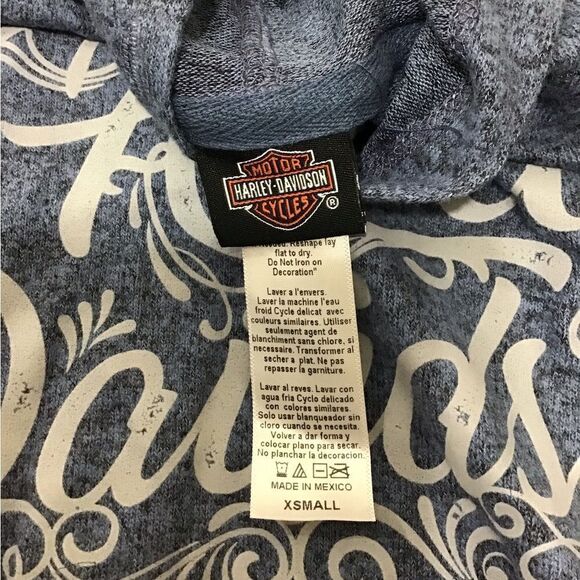 MOTOR
HARLEY-DAVIDSON
CYCLES
®
needed. Reshape lay
flat to dry.
Do Not Iron on
Decoration"
Laver a l'envers.
Laver la machine l'eau
froid Cycle delicat avec
couleurs similaires. Utiliser
seulement agent de
blanchiment sans chlore, si
necessaire. Transformer al
secher a plat. Ne pas
repasser la garniture.
Lavar al reves. Lavar con
agua fria Cyclo delicado
con colores similares.
Solo usar blanqueador sin
cloro cuando se necesita.
Volver a dar forma y
colocar plano para secar.
No planchar la decoracion.
MADE IN MEXICO
XSMALL